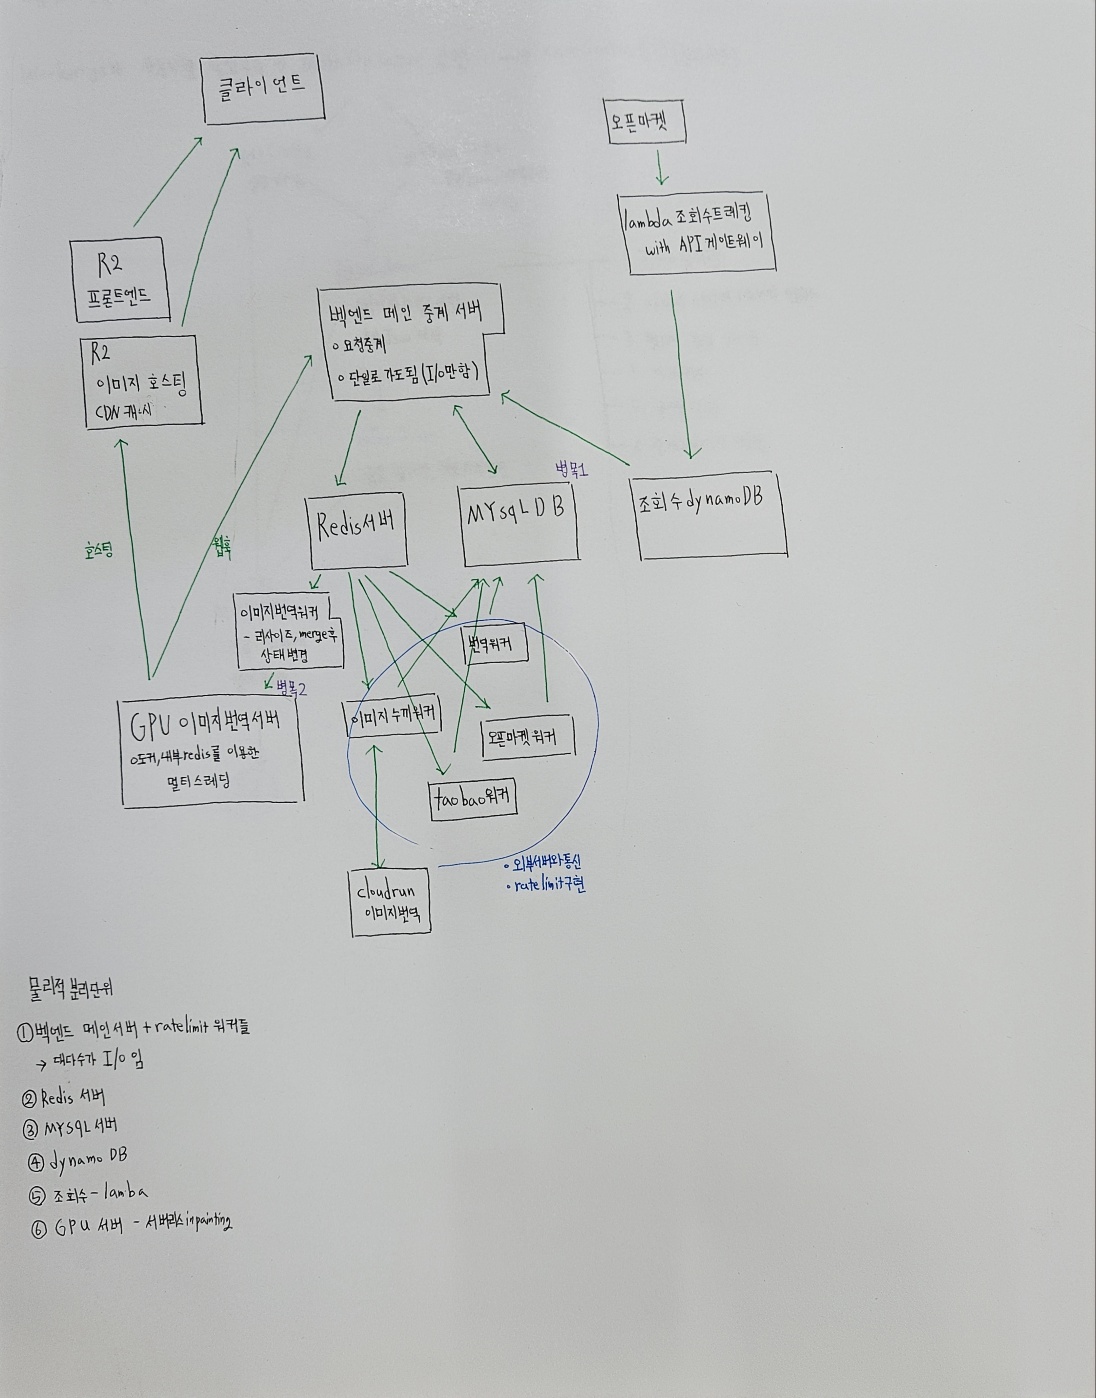 클라이언트
오픈마켓
lambda 조회수트레킹
with API 게이트웨이
R2
프론트엔드
R2
이미지 호스팅
CDN 캐시
벡엔드 메인 중계 서버
o 요청중계
o 단일로 가도됨 (I/O만함)
호스팅
웹훅
Redis서버
병목1
MYsqL DB
조회수 dynamoDB
이미지번역워커
- 리사이즈, merge후
상태변경
병목2
GPU 이미지번역서버
o도커, 내부redis를 이용한
멀티스레딩
번역워커
이미지 누끼워커
오픈마켓 워커
taobao워커
cloudrun
이미지번역
• 외부서버와통신
• ratelimit구현
물리적 분리단위
① 벡엔드 메인서버 + ratelimit 워커들
→ 대다수가 I/O 임
② Redis 서버
③ MYSQL서버
④ dynamo DB
⑤ 조회수 - lamba
⑥ GPU 서버 - 서버리스inpainting